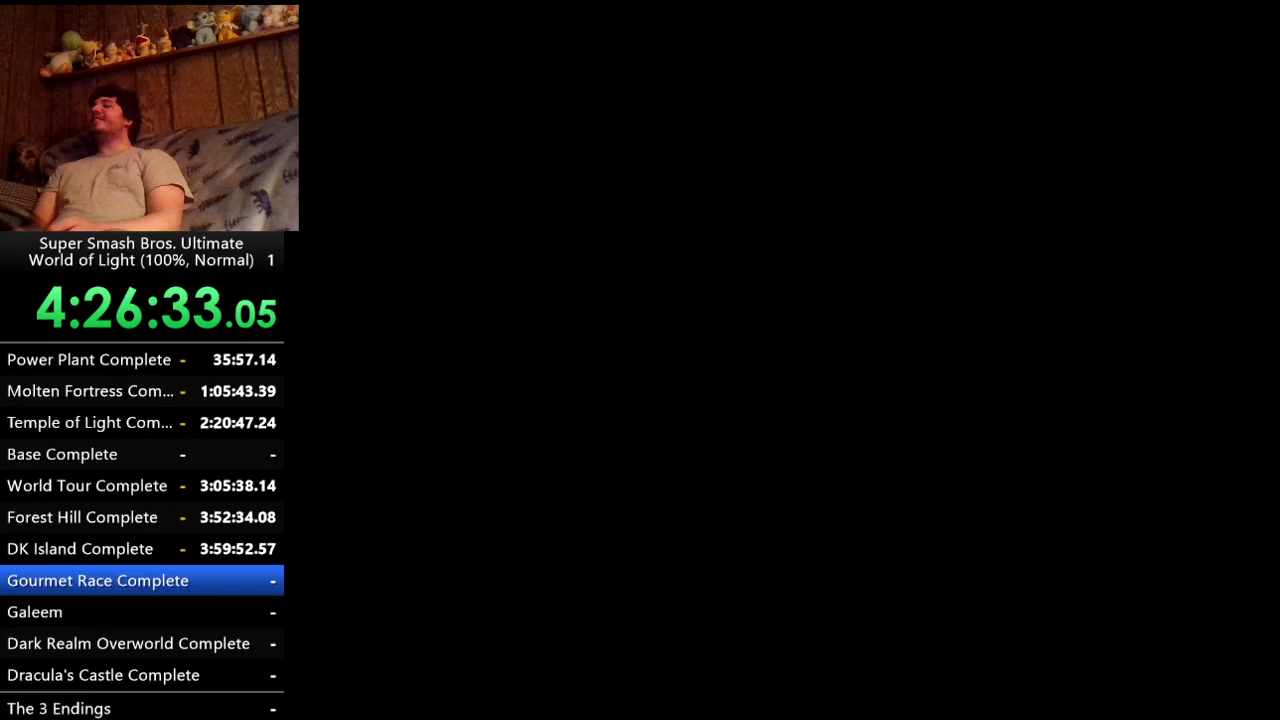 Super Smash Bros. Ultimate
World of Light (100%, Normal) 1
4:26:33.05
Power Plant Complete - 35:57.14
Molten Fortress Com... - 1:05:43.39
Temple of Light Com... - 2:20:47.24
Base Complete - -
World Tour Complete - 3:05:38.14
Forest Hill Complete - 3:52:34.08
DK Island Complete - 3:59:52.57
Gourmet Race Complete -
Galeem -
Dark Realm Overworld Complete -
Dracula's Castle Complete -
The 3 Endings -